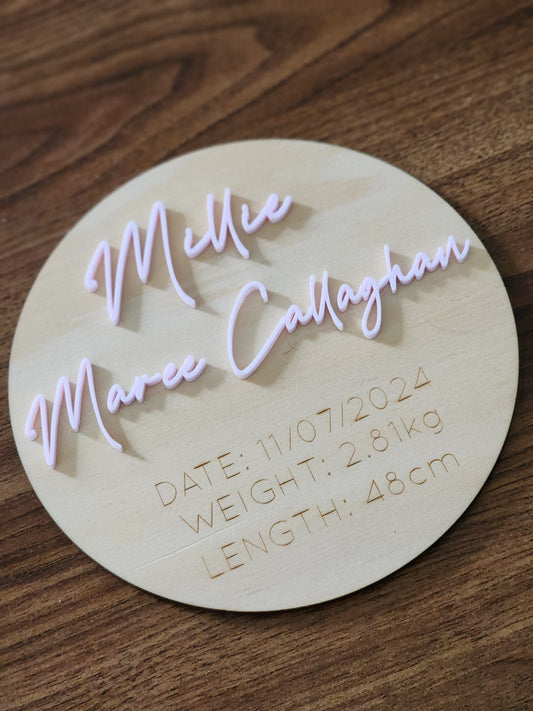 Millie
Maree Callaghan
DATE: 11/07/2024
WEIGHT: 2.81kg
LENGTH: 48cm